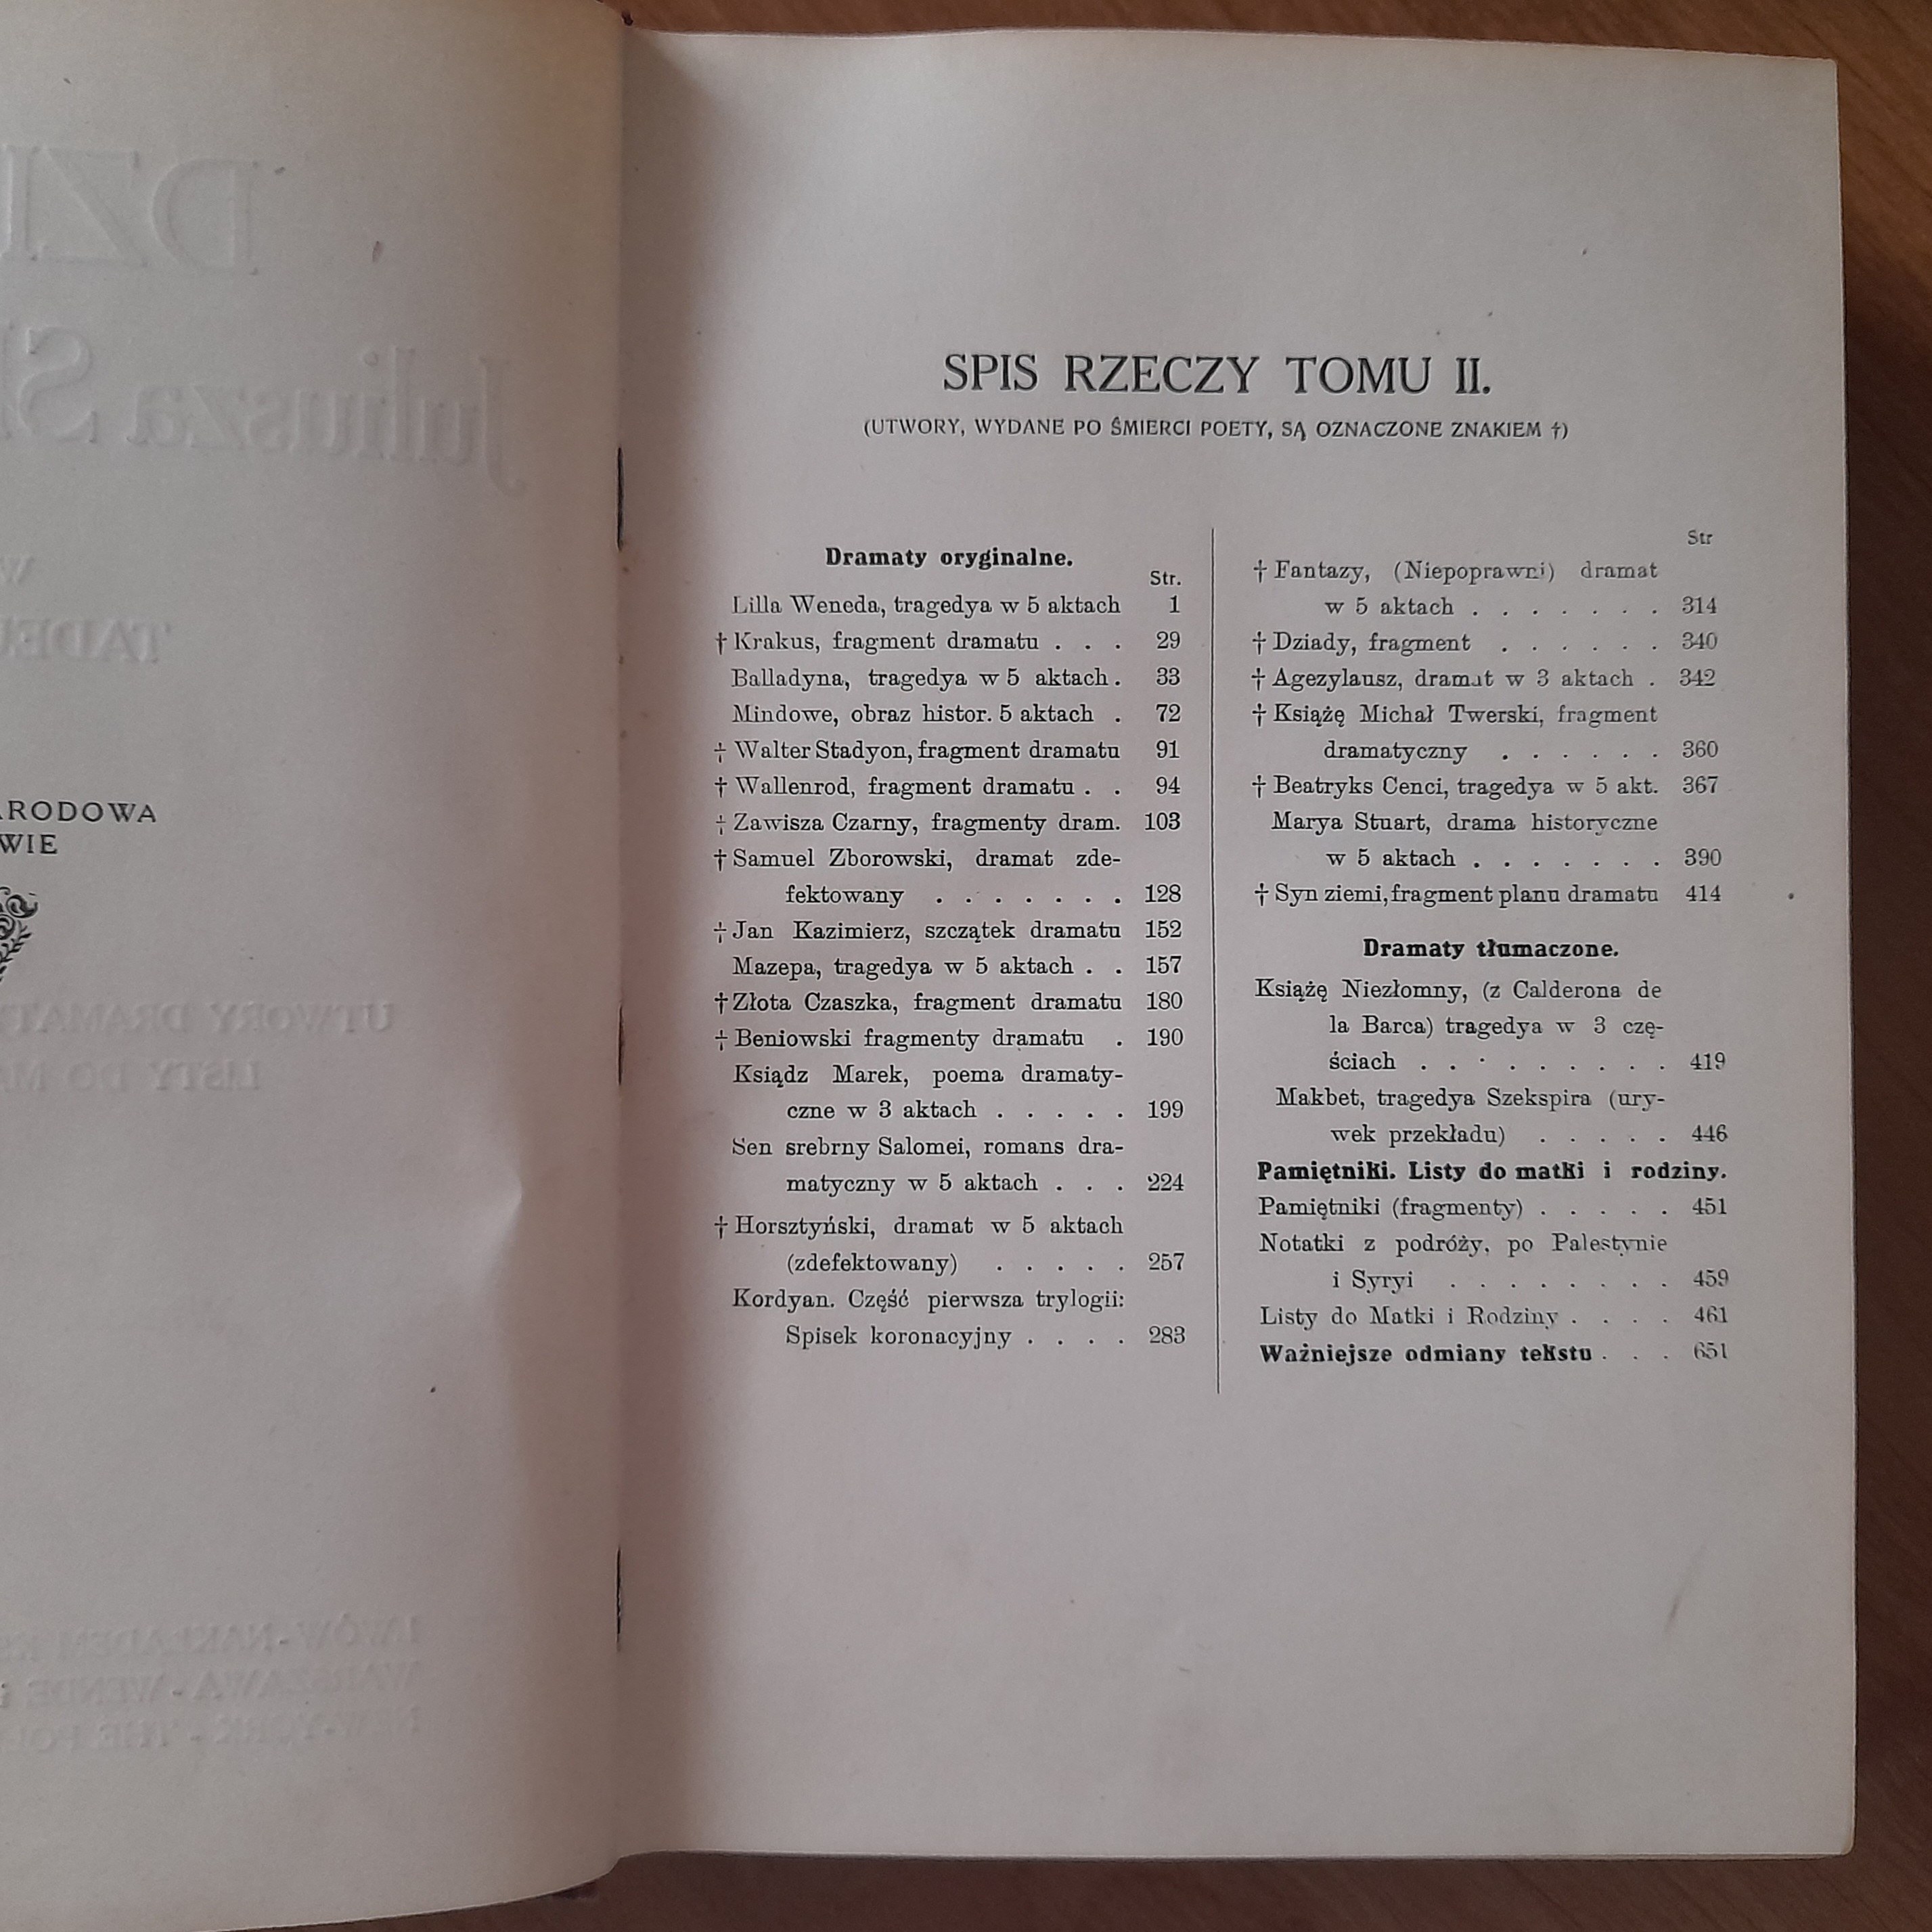 ARODOWA
WIE
SPIS RZECZY TOMU II.
(UTWORY, WYDANE PO ŚMIERCI POETY, SĄ OZNACZONE ZNAKIEM †)
Dramaty oryginalne.
Str.
Lilla Weneda, tragedya w 5 aktach 1
† Krakus, fragment dramatu . . . 29
Balladyna, tragedya w 5 aktach . 33
Mindowe, obraz histor. 5 aktach . 72
† Walter Stadyon, fragment dramatu 91
† Wallenrod, fragment dramatu . . 94
† Zawisza Czarny, fragmenty dram. 103
† Samuel Zborowski, dramat zde-
fektowany . . . . . . . 128
† Jan Kazimierz, szczątek dramatu 152
Mazepa, tragedya w 5 aktach . . 157
† Złota Czaszka, fragment dramatu 180
† Beniowski fragmenty dramatu . 190
Ksiądz Marek, poema dramaty-
czne w 3 aktach . . . . . 199
Sen srebrny Salomei, romans dra-
matyczny w 5 aktach . . . 224
† Horsztyński, dramat w 5 aktach
(zdefektowany) . . . . . 257
Kordyan. Część pierwsza trylogii:
Spisek koronacyjny . . . . 283
Str
† Fantazy, (Niepoprawni) dramat
w 5 aktach . . . . . . . 314
† Dziady, fragment . . . . . . 340
† Agezylausz, dramat w 3 aktach . 342
† Książę Michał Twerski, fragment
dramatyczny . . . . . . 360
† Beatryks Cenci, tragedya w 5 akt. 367
Marya Stuart, drama historyczne
w 5 aktach . . . . . . . 390
† Syn ziemi, fragment planu dramatu 414
Dramaty tłumaczone.
Książę Niezłomny, (z Calderona de
la Barca) tragedya w 3 czę-
ściach . . . . . . . . . 419
Makbet, tragedya Szekspira (ury-
wek przekładu) . . . . . 446
Pamiętniki. Listy do matki i rodziny.
Pamiętniki (fragmenty) . . . . . 451
Notatki z podróży, po Palestynie
i Syryi . . . . . . . . 459
Listy do Matki i Rodziny . . . . 461
Ważniejsze odmiany tekstu . . . 651